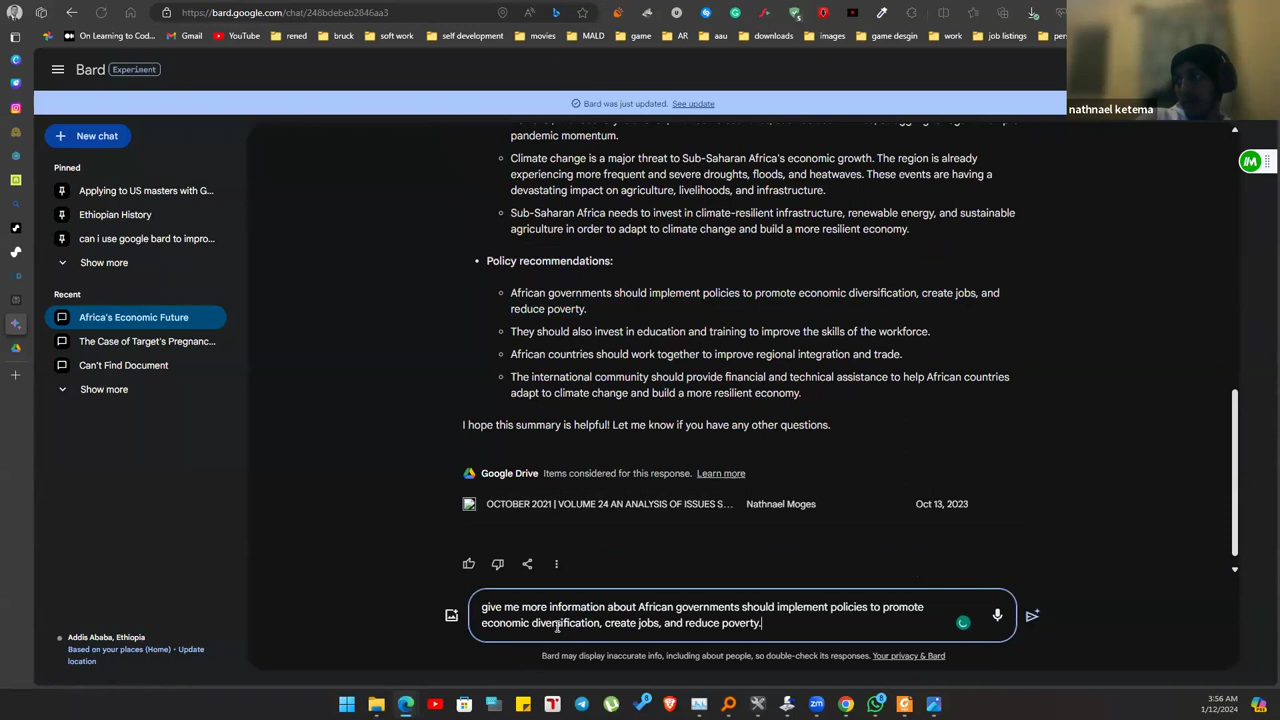 https://bard.google.com/chat/248bdebeb2846aa3
On Learning to Cod...
Gmail
YouTube
rened
bruck
soft work
self development
movies
MALD
game
AR
aau
downloads
images
game desgin
work
job listings
nathnael ketema
Bard
Experiment
Bard was just updated. See update
New chat
Pinned
Applying to US masters with G...
Ethiopian History
can i use google bard to impro...
Show more
Recent
Africa's Economic Future
The Case of Target's Pregnanc...
Can't Find Document
Show more
Addis Ababa, Ethiopia
Based on your places (Home) • Update
location
pandemic momentum.
Climate change is a major threat to Sub-Saharan Africa's economic growth. The region is already
experiencing more frequent and severe droughts, floods, and heatwaves. These events are having a
devastating impact on agriculture, livelihoods, and infrastructure.
Sub-Saharan Africa needs to invest in climate-resilient infrastructure, renewable energy, and sustainable
agriculture in order to adapt to climate change and build a more resilient economy.
• Policy recommendations:
African governments should implement policies to promote economic diversification, create jobs, and
reduce poverty.
They should also invest in education and training to improve the skills of the workforce.
African countries should work together to improve regional integration and trade.
The international community should provide financial and technical assistance to help African countries
adapt to climate change and build a more resilient economy.
I hope this summary is helpful! Let me know if you have any other questions.
Google Drive Items considered for this response. Learn more
OCTOBER 2021 | VOLUME 24 AN ANALYSIS OF ISSUES S... Nathnael Moges Oct 13, 2023
give me more information about African governments should implement policies to promote
economic diversification, create jobs, and reduce poverty.
Bard may display inaccurate info, including about people, so double-check its responses. Your privacy & Bard
3:56 AM
1/12/2024